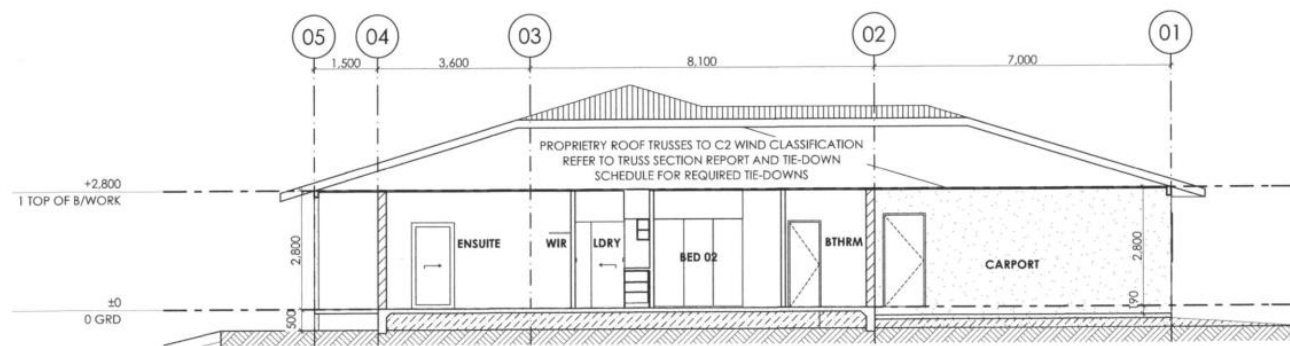 05 04 03 02 01
1,500 3,600 8,100 7,000
PROPRIETRY ROOF TRUSSES TO C2 WIND CLASSIFICATION
REFER TO TRUSS SECTION REPORT AND TIE-DOWN
SCHEDULE FOR REQUIRED TIE-DOWNS
+2,800
1 TOP OF B/WORK
2,800
ENSUITE WIR LDRY BED 02 BTHRM CARPORT
2,800
±0
0 GRD
500
190